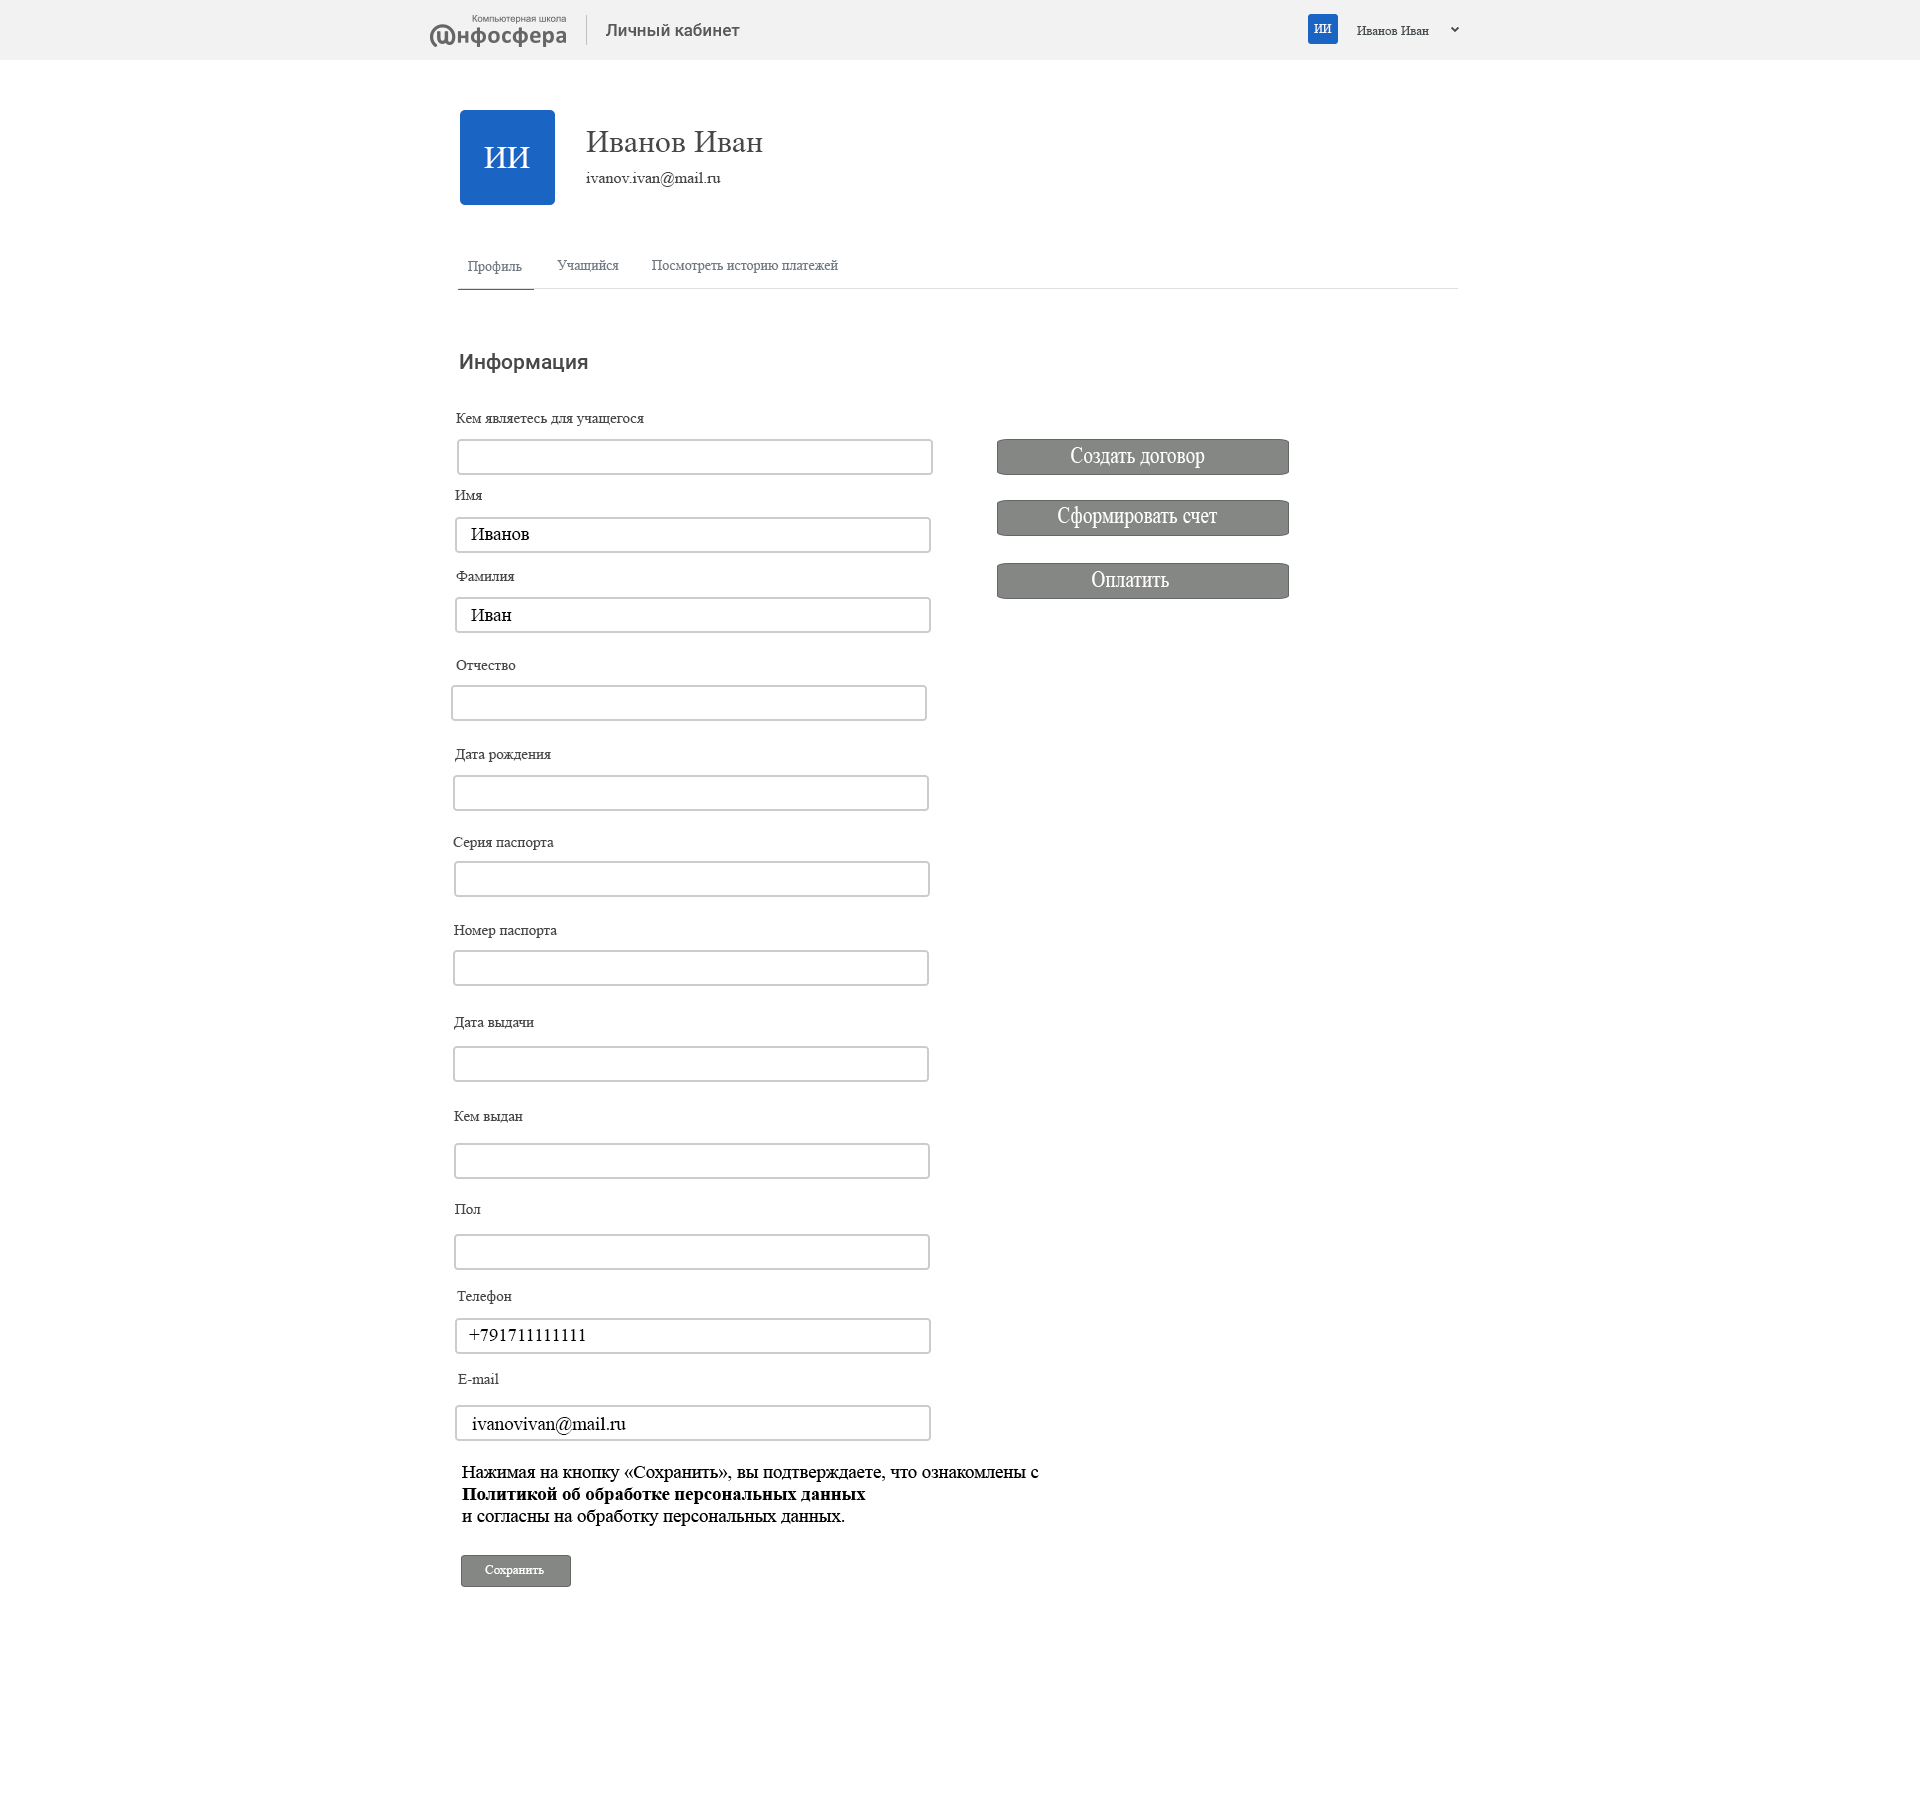 Компьютерная школа
Инфосфера
Личный кабинет
ИИ
Иванов Иван
ИИ
Иванов Иван
ivanov.ivan@mail.ru
Профиль
Учащийся
Посмотреть историю платежей
Информация
Кем являетесь для учащегося
Создать договор
Имя
Иванов
Сформировать счет
Фамилия
Оплатить
Иван
Отчество
Дата рождения
Серия паспорта
Номер паспорта
Дата выдачи
Кем выдан
Пол
Телефон
+791711111111
E-mail
ivanovivan@mail.ru
Нажимая на кнопку «Сохранить», вы подтверждаете, что ознакомлены с
Политикой об обработке персональных данных
и согласны на обработку персональных данных.
Сохранить